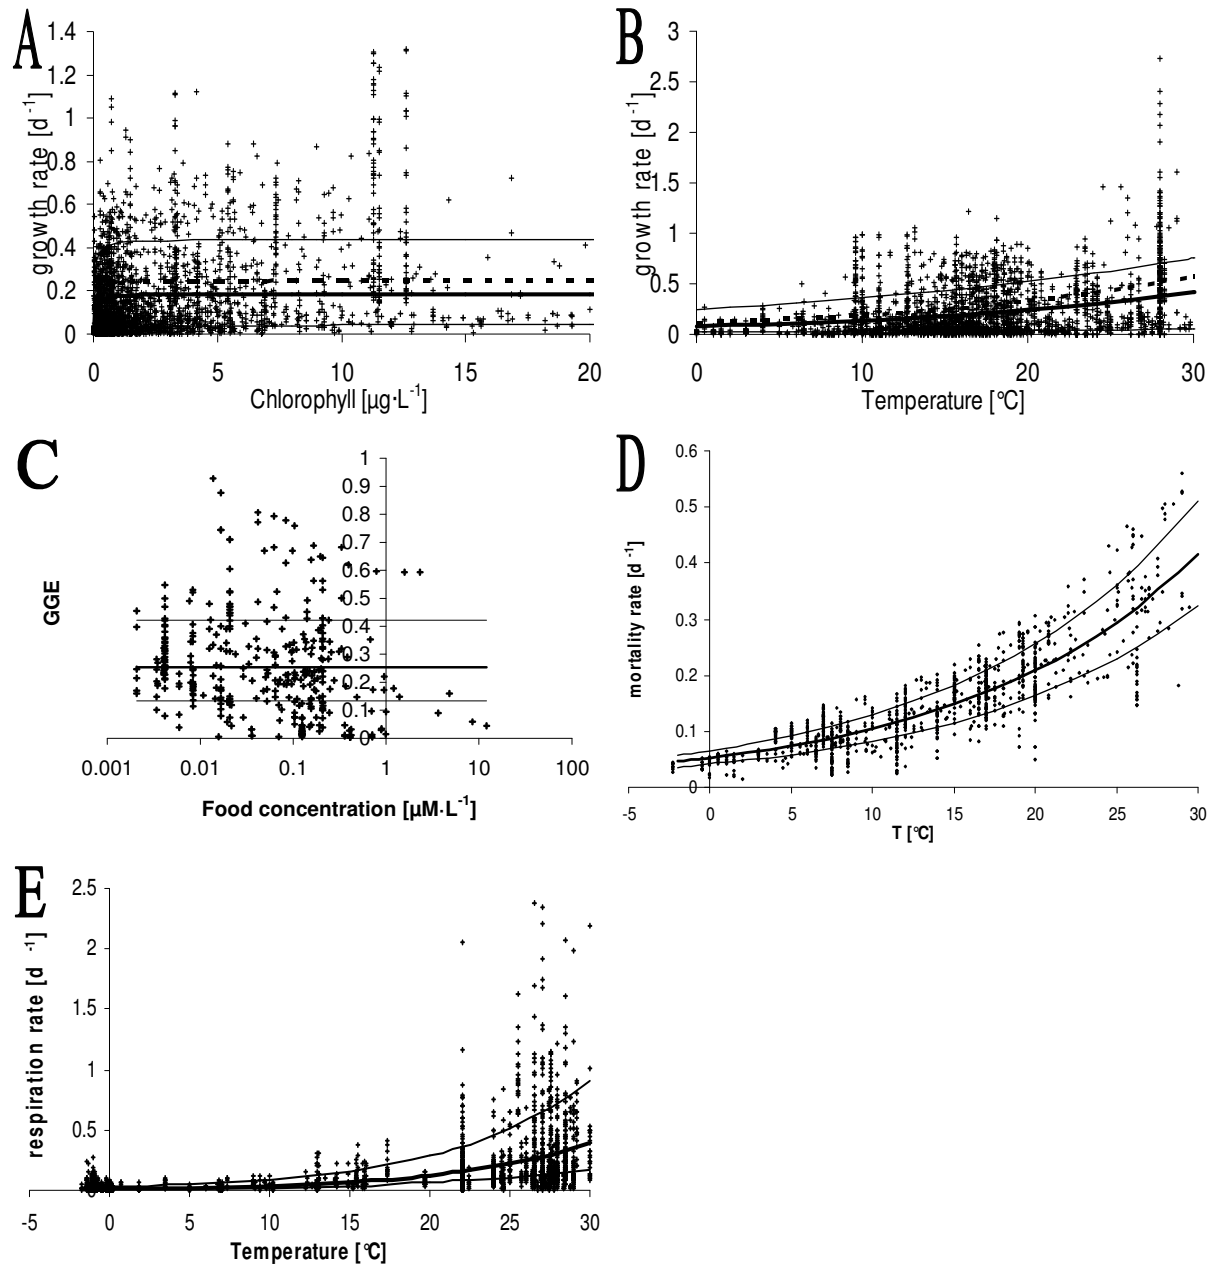 A
growth rate [d⁻¹]
1.4
1.2
1
0.8
0.6
0.4
0.2
0
0 5 10 15 20
Chlorophyll [µg·L⁻¹]
B
growth rate [d⁻¹]
3
2.5
2
1.5
1
0.5
0
0 10 20 30
Temperature [°C]
C
GGE
1
0.9
0.8
0.7
0.6
0.5
0.4
0.3
0.2
0.1
0
0.001 0.01 0.1 1 10 100
Food concentration [µM·L⁻¹]
D
mortality rate [d ⁻¹]
0.6
0.5
0.4
0.3
0.2
0.1
0
-5 0 5 10 15 20 25 30
T [°C]
E
respiration rate [d ⁻¹]
2.5
2
1.5
1
0.5
0
-5 0 5 10 15 20 25 30
Temperature [°C]